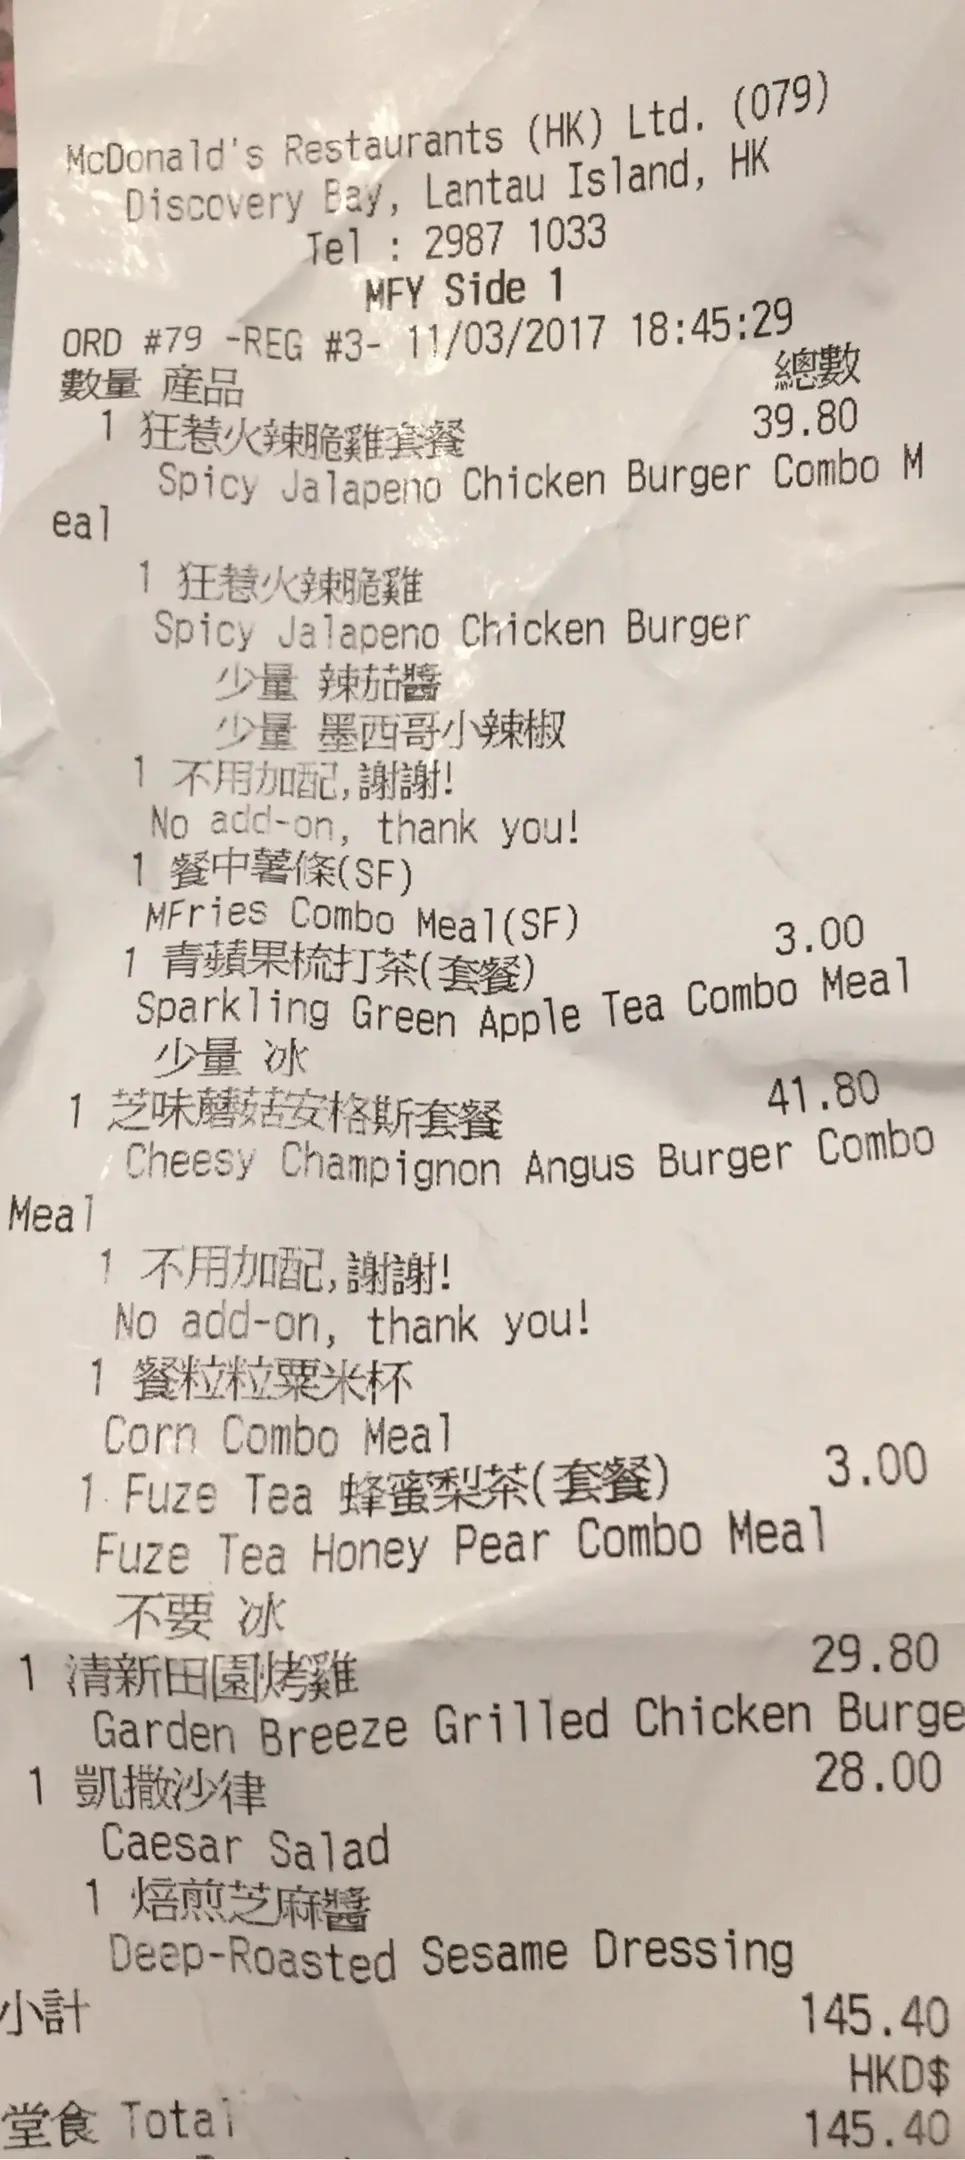 McDonald's Restaurants (HK) Ltd. (079)
Discovery Bay, Lantau Island, HK
Tel : 2987 1033
MFY Side 1
ORD #79 -REG #3- 11/03/2017 18:45:29
數量 產品 總數
1 狂惹火辣脆雞套餐 39.80
Spicy Jalapeno Chicken Burger Combo M
eal
1 狂惹火辣脆雞
Spicy Jalapeno Chicken Burger
少量 辣茄醬
少量 墨西哥小辣椒
1 不用加配,謝謝!
No add-on, thank you!
1 餐中薯條(SF)
MFries Combo Meal(SF)
1 青蘋果梳打茶(套餐) 3.00
Sparkling Green Apple Tea Combo Meal
少量 冰
1 芝味蘑菇安格斯套餐 41.80
Cheesy Champignon Angus Burger Combo
Meal
1 不用加配,謝謝!
No add-on, thank you!
1 餐粒粒粟米杯
Corn Combo Meal
1 Fuze Tea 蜂蜜梨茶(套餐) 3.00
Fuze Tea Honey Pear Combo Meal
不要 冰
1 清新田園烤雞 29.80
Garden Breeze Grilled Chicken Burge
1 凱撒沙律 28.00
Caesar Salad
1 焙煎芝麻醬
Deep-Roasted Sesame Dressing
小計 145.40
HKD$
堂食 Total 145.40